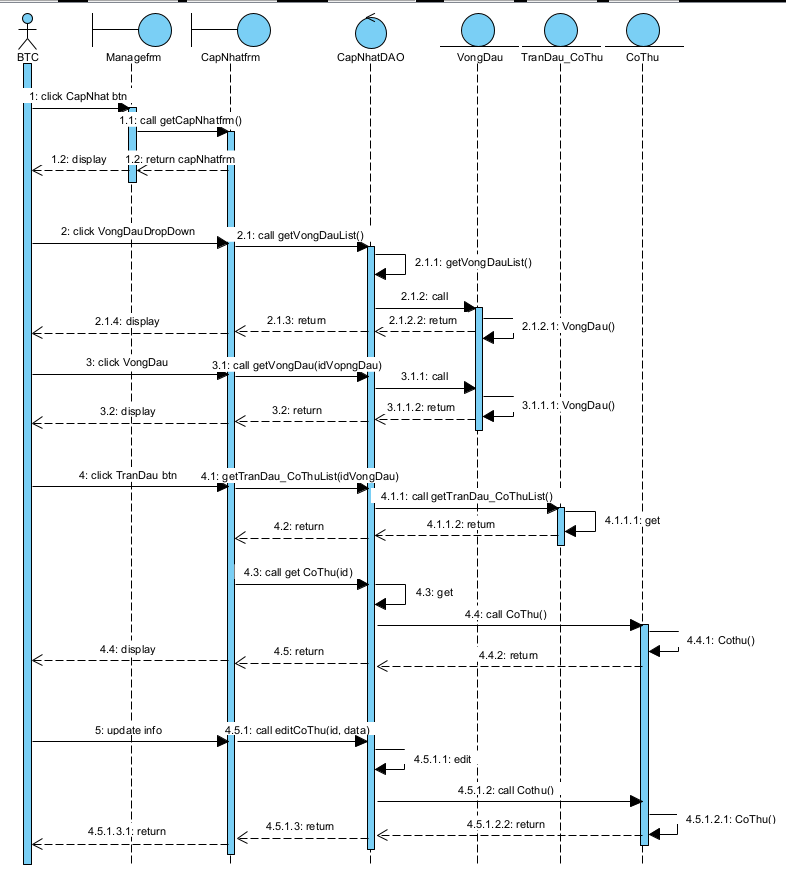 BTC
Managefrm
CapNhatfrm
CapNhatDAO
VongDau
TranDau_CoThu
CoThu
1: click CapNhat btn
1.1: call getCapNhatfrm()
1.2: display
1.2: return capNhatfrm
2: click VongDauDropDown
2.1: call getVongDauList()
2.1.1: getVongDauList()
2.1.2: call
2.1.4: display
2.1.3: return
2.1.2.2: return
2.1.2.1: VongDau()
3: click VongDau
3.1: call getVongDau(idVopngDau)
3.1.1: call
3.2: display
3.2: return
3.1.1.2: return
3.1.1.1: VongDau()
4: click TranDau btn
4.1: getTranDau_CoThuList(idVongDau)
4.1.1: call getTranDau_CoThuList()
4.2: return
4.1.1.2: return
4.1.1.1: get
4.3: call get CoThu(id)
4.3: get
4.4: call CoThu()
4.4.1: Cothu()
4.4: display
4.5: return
4.4.2: return
5: update info
4.5.1: call editCoThu(id, data)
4.5.1.1: edit
4.5.1.2: call Cothu()
4.5.1.3.1: return
4.5.1.3: return
4.5.1.2.2: return
4.5.1.2.1: CoThu()